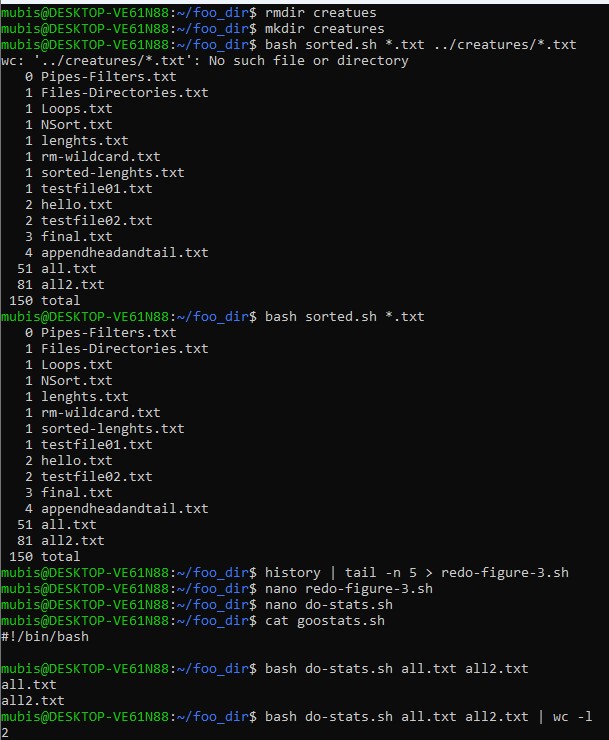 mubis@DESKTOP-VE61N88:~/foo_dir$ rmdir creatues
mubis@DESKTOP-VE61N88:~/foo_dir$ mkdir creatures
mubis@DESKTOP-VE61N88:~/foo_dir$ bash sorted.sh *.txt ../creatures/*.txt
wc: '../creatures/*.txt': No such file or directory
   0 Pipes-Filters.txt
   1 Files-Directories.txt
   1 Loops.txt
   1 NSort.txt
   1 lenghts.txt
   1 rm-wildcard.txt
   1 sorted-lenghts.txt
   1 testfile01.txt
   2 hello.txt
   2 testfile02.txt
   3 final.txt
   4 appendheadandtail.txt
  51 all.txt
  81 all2.txt
 150 total
mubis@DESKTOP-VE61N88:~/foo_dir$ bash sorted.sh *.txt
   0 Pipes-Filters.txt
   1 Files-Directories.txt
   1 Loops.txt
   1 NSort.txt
   1 lenghts.txt
   1 rm-wildcard.txt
   1 sorted-lenghts.txt
   1 testfile01.txt
   2 hello.txt
   2 testfile02.txt
   3 final.txt
   4 appendheadandtail.txt
  51 all.txt
  81 all2.txt
 150 total
mubis@DESKTOP-VE61N88:~/foo_dir$ history | tail -n 5 > redo-figure-3.sh
mubis@DESKTOP-VE61N88:~/foo_dir$ nano redo-figure-3.sh
mubis@DESKTOP-VE61N88:~/foo_dir$ nano do-stats.sh
mubis@DESKTOP-VE61N88:~/foo_dir$ cat goostats.sh
#!/bin/bash

mubis@DESKTOP-VE61N88:~/foo_dir$ bash do-stats.sh all.txt all2.txt
all.txt
all2.txt
mubis@DESKTOP-VE61N88:~/foo_dir$ bash do-stats.sh all.txt all2.txt | wc -l
2